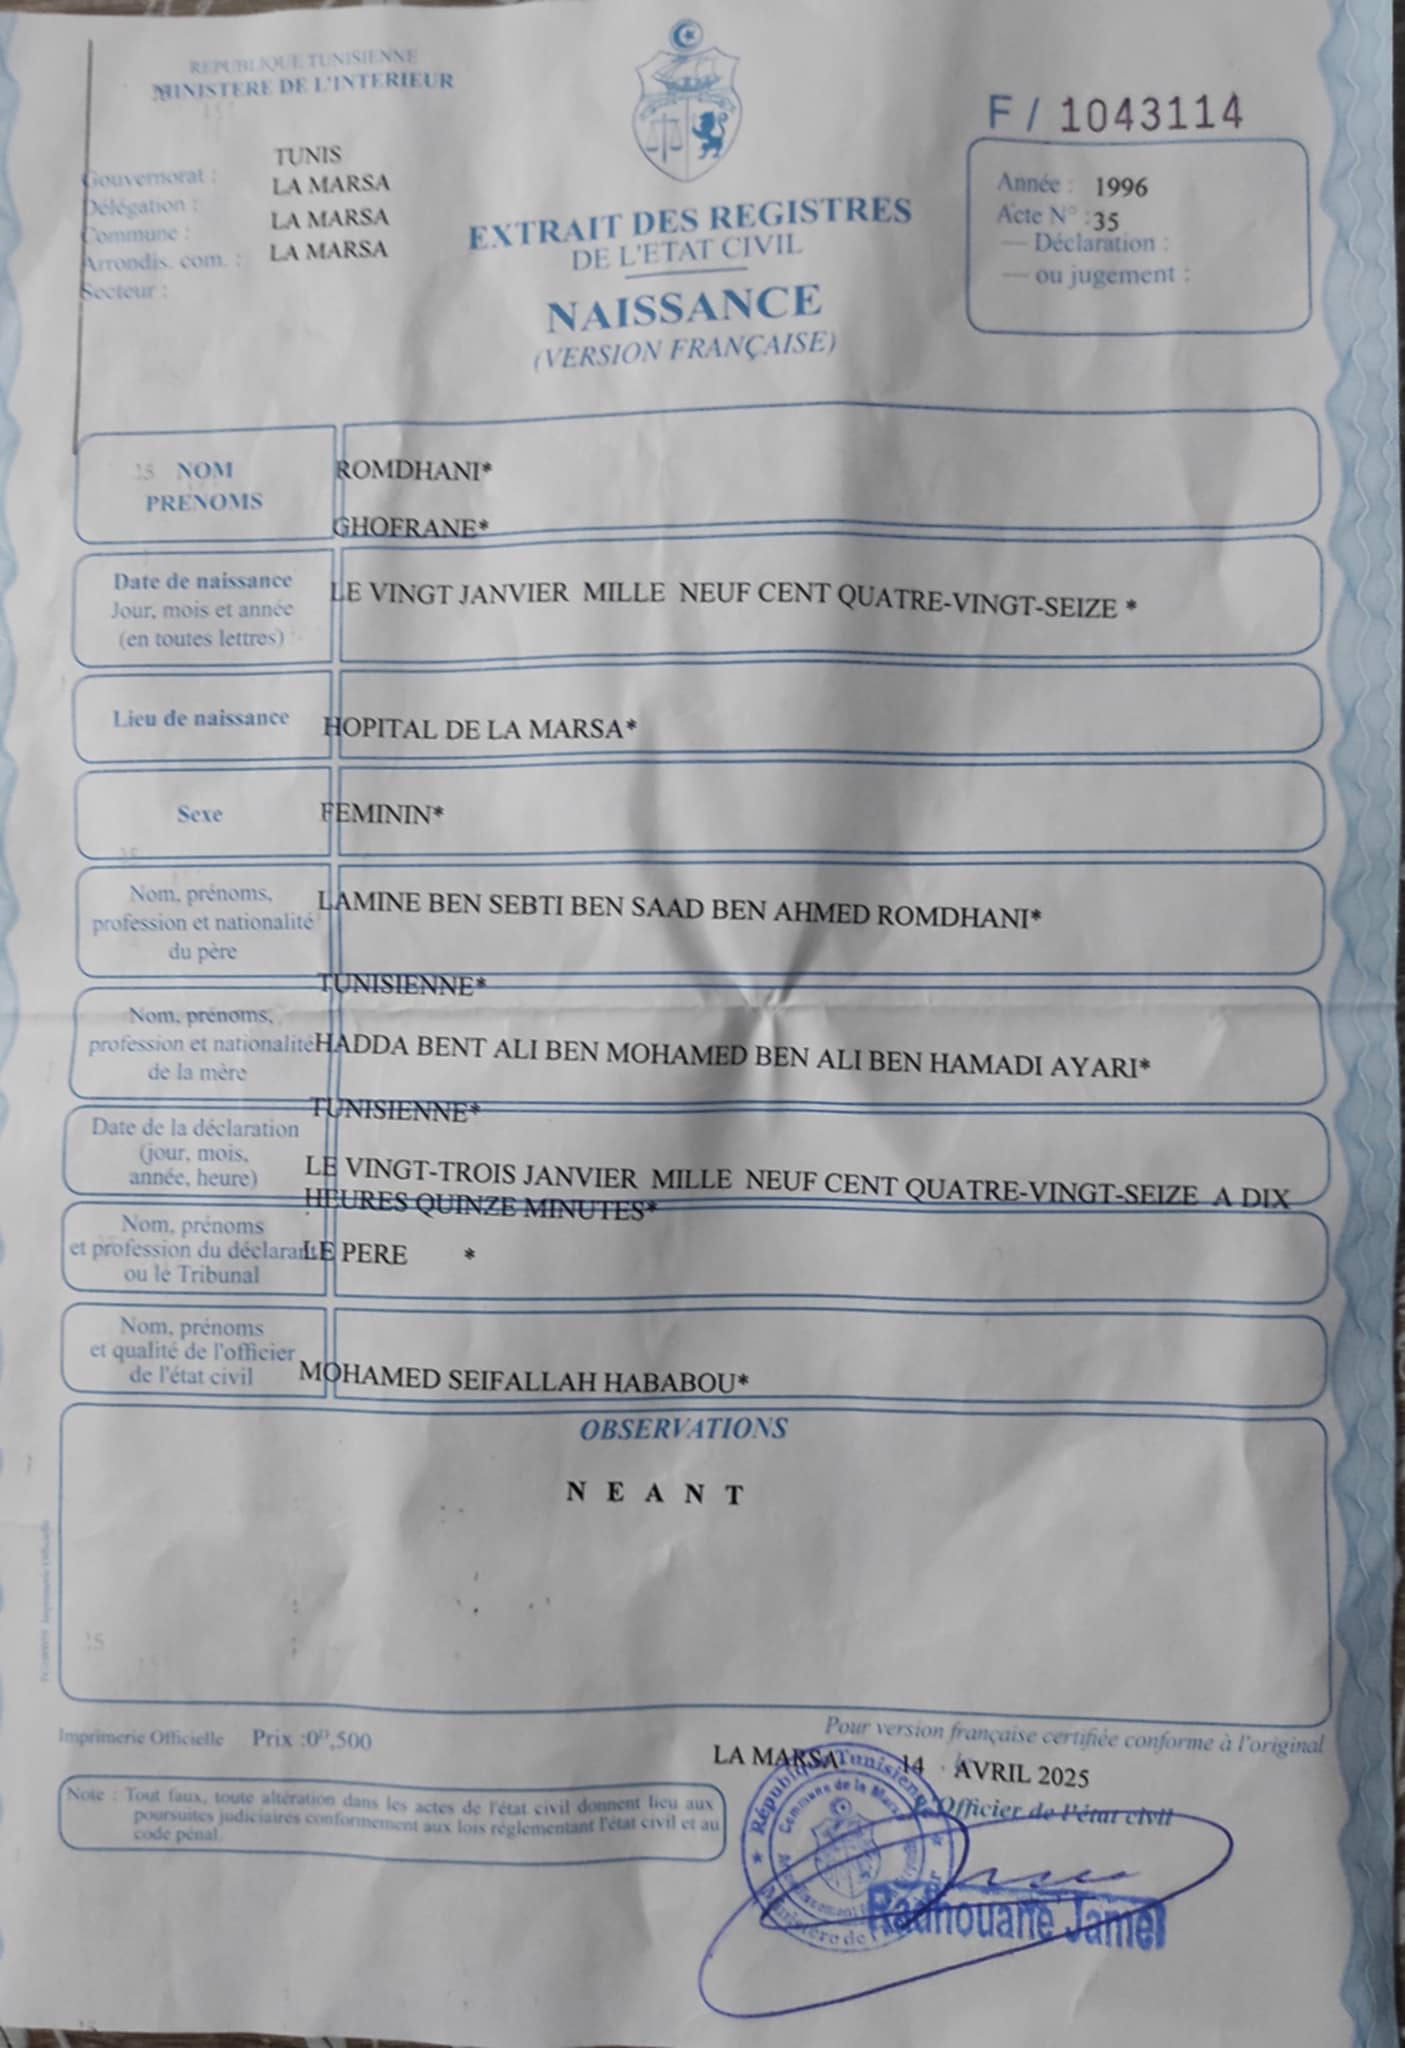 REPUBLIQUE TUNISIENNE
MINISTERE DE L'INTERIEUR
F / 1043114
Gouvernorat : TUNIS
Délégation : LA MARSA
Commune : LA MARSA
Arrondis. com. : LA MARSA
Secteur :
EXTRAIT DES REGISTRES
DE L'ETAT CIVIL
NAISSANCE
(VERSION FRANÇAISE)
Année : 1996
Acte N° : 35
— Déclaration :
— ou jugement :
NOM ROMDHANI*
PRENOMS GHOFRANE*
Date de naissance
Jour, mois et année
(en toutes lettres)
LE VINGT JANVIER MILLE NEUF CENT QUATRE-VINGT-SEIZE *
Lieu de naissance HOPITAL DE LA MARSA*
Sexe FEMININ*
Nom, prénoms,
profession et nationalité
du père
LAMINE BEN SEBTI BEN SAAD BEN AHMED ROMDHANI*
TUNISIENNE*
Nom, prénoms,
profession et nationalité
de la mère
HADDA BENT ALI BEN MOHAMED BEN ALI BEN HAMADI AYARI*
TUNISIENNE*
Date de la déclaration
(jour, mois,
année, heure)
LE VINGT-TROIS JANVIER MILLE NEUF CENT QUATRE-VINGT-SEIZE A DIX
HEURES QUINZE MINUTES*
Nom, prénoms
et profession du déclarant
ou le Tribunal
LE PERE *
Nom, prénoms
et qualité de l'officier
de l'état civil
MOHAMED SEIFALLAH HABABOU*
OBSERVATIONS
N E A N T
Imprimerie Officielle Prix :0ᴰ,500
Pour version française certifiée conforme à l'original
LA MARSA 14 AVRIL 2025
Officier de l'état civil
Note : Tout faux, toute altération dans les actes de l'état civil donnent lieu aux
poursuites judiciaires conformement aux lois réglementant l'état civil et au
code pénal.
République Tunisienne
Commune de la Marsa
Radhouane Jamel